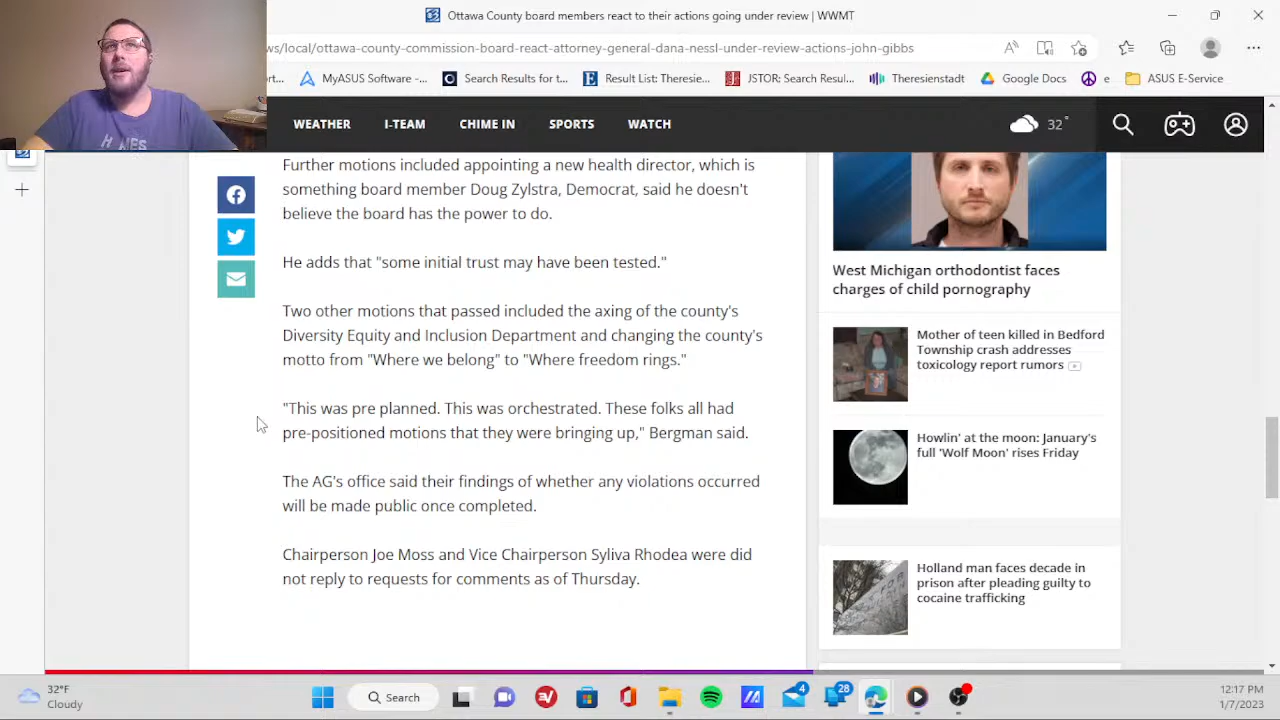 Ottawa County board members react to their actions going under review | WWMT
ws/local/ottawa-county-commission-board-react-attorney-general-dana-nessl-under-review-actions-john-gibbs
ort... MyASUS Software -... Search Results for t... Result List: Theresie... JSTOR: Search Resul... Theresienstadt Google Docs e... ASUS E-Service
WEATHER I-TEAM CHIME IN SPORTS WATCH 32°
Further motions included appointing a new health director, which is
something board member Doug Zylstra, Democrat, said he doesn't
believe the board has the power to do.
He adds that "some initial trust may have been tested."
Two other motions that passed included the axing of the county's
Diversity Equity and Inclusion Department and changing the county's
motto from "Where we belong" to "Where freedom rings."
"This was pre planned. This was orchestrated. These folks all had
pre-positioned motions that they were bringing up," Bergman said.
The AG's office said their findings of whether any violations occurred
will be made public once completed.
Chairperson Joe Moss and Vice Chairperson Syliva Rhodea were did
not reply to requests for comments as of Thursday.
West Michigan orthodontist faces
charges of child pornography
Mother of teen killed in Bedford
Township crash addresses
toxicology report rumors
Howlin' at the moon: January's
full 'Wolf Moon' rises Friday
Holland man faces decade in
prison after pleading guilty to
cocaine trafficking
32°F
Cloudy
Search
4
28
12:17 PM
1/7/2023